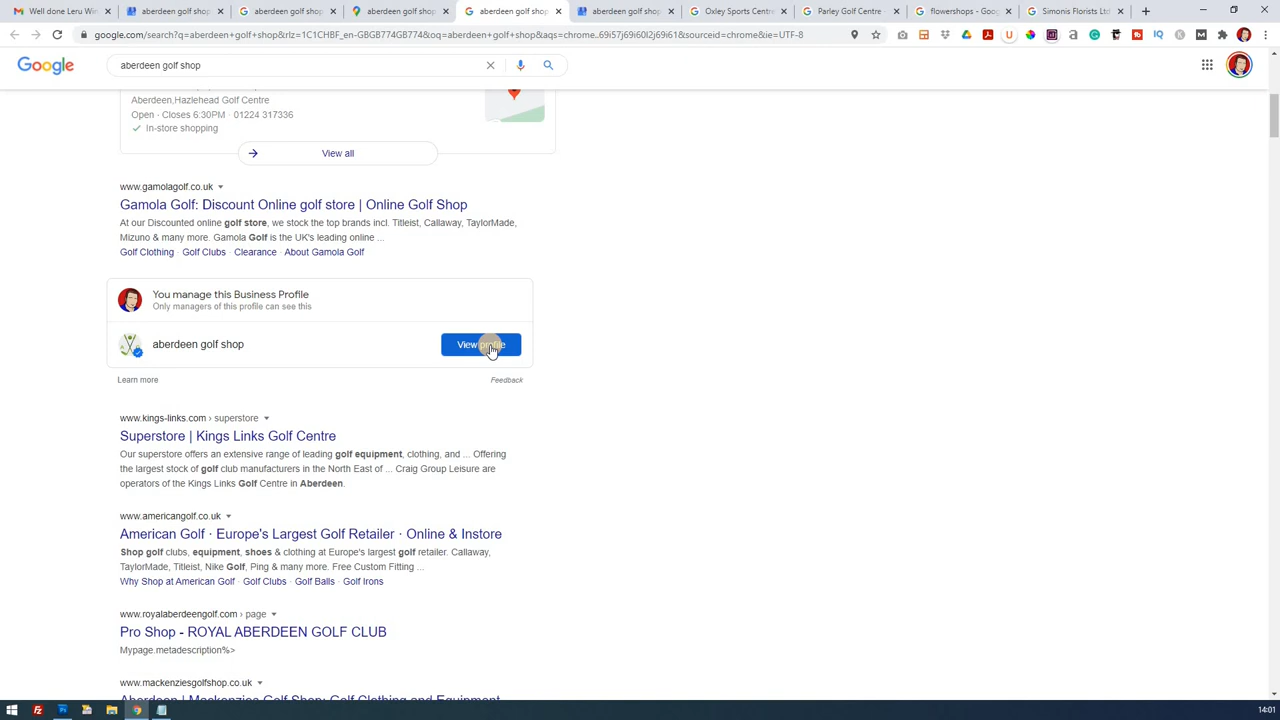 Well done Leru Win
aberdeen golf shop
aberdeen golf shop
aberdeen golf shop
aberdeen golf shop
aberdeen golf shop
Oxley Sports Centre
Parley Golf Centre
flowershops - Goog
Simonis Florists Ltd
google.com/search?q=aberdeen+golf+shop&rlz=1C1CHBF_en-GBGB774GB774&oq=aberdeen+golf+shop&aqs=chrome..69i57j69i60l2j69i61&sourceid=chrome&ie=UTF-8
Google
aberdeen golf shop
Aberdeen,Hazlehead Golf Centre
Open · Closes 6:30PM · 01224 317336
In-store shopping
View all
www.gamolagolf.co.uk
Gamola Golf: Discount Online golf store | Online Golf Shop
At our Discounted online golf store, we stock the top brands incl. Titleist, Callaway, TaylorMade,
Mizuno & many more. Gamola Golf is the UK's leading online ...
Golf Clothing · Golf Clubs · Clearance · About Gamola Golf
You manage this Business Profile
Only managers of this profile can see this
aberdeen golf shop
View profile
Learn more
Feedback
www.kings-links.com › superstore
Superstore | Kings Links Golf Centre
Our superstore offers an extensive range of leading golf equipment, clothing, and ... Offering
the largest stock of golf club manufacturers in the North East of ... Craig Group Leisure are
operators of the Kings Links Golf Centre in Aberdeen.
www.americangolf.co.uk
American Golf · Europe's Largest Golf Retailer · Online & Instore
Shop golf clubs, equipment, shoes & clothing at Europe's largest golf retailer. Callaway,
TaylorMade, Titleist, Nike Golf, Ping & many more. Free Custom Fitting ...
Why Shop at American Golf · Golf Clubs · Golf Balls · Golf Irons
www.royalaberdeengolf.com › page
Pro Shop - ROYAL ABERDEEN GOLF CLUB
Mypage.metadescription%>
www.mackenziesgolfshop.co.uk
Aberdeen | Mackenzies Golf Shop: Golf Clothing and Equipment
14:01